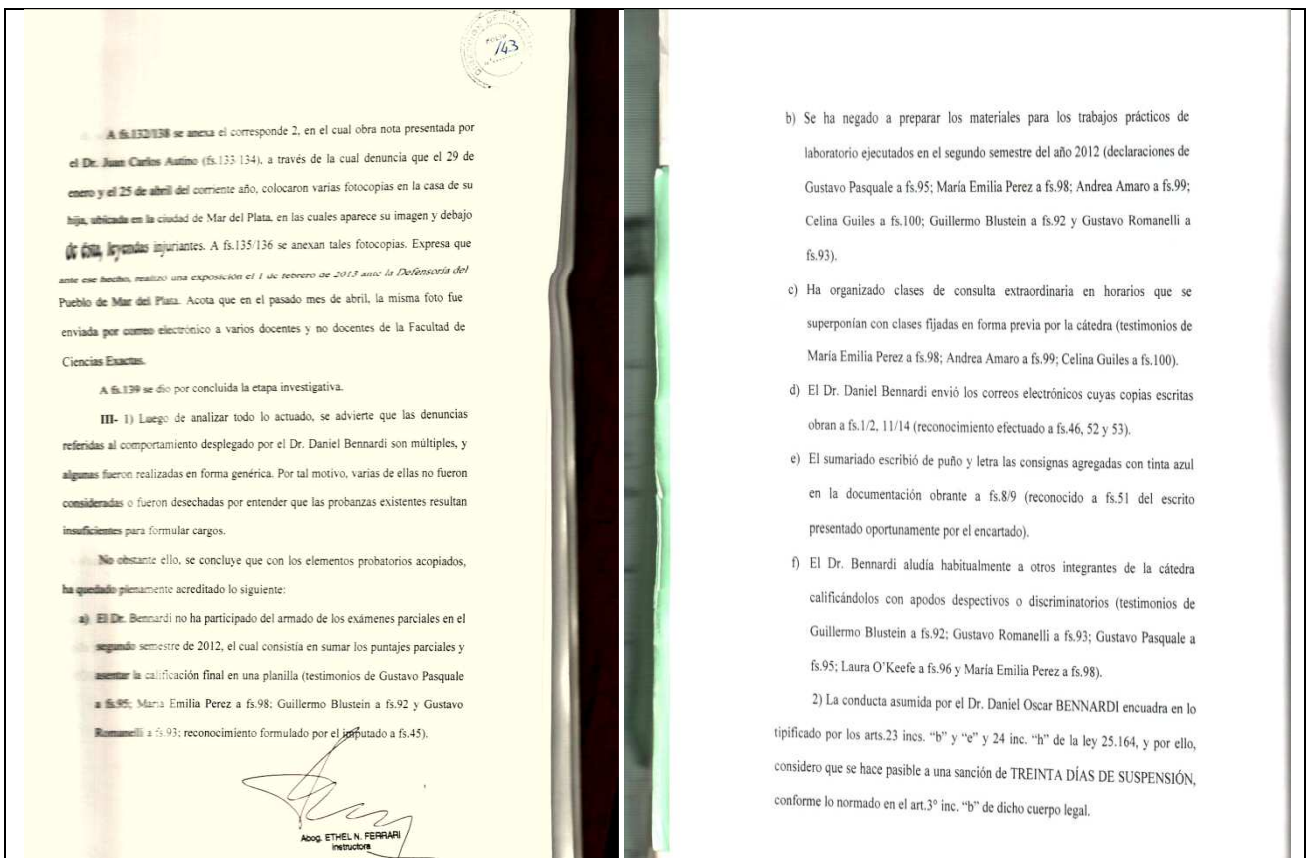 DIRECCIÓN DE
FOLIO
143
A fs.132/138 se anexa el corresponde 2, en el cual obra nota presentada por
el Dr. Juan Carlos Autino (fs.133-134), a través de la cual denuncia que el 29 de
enero y el 25 de abril del corriente año, colocaron varias fotocopias en la casa de su
hija, ubicada en la ciudad de Mar del Plata, en las cuales aparece su imagen y debajo
de ésta, leyendas injuriantes. A fs.135/136 se anexan tales fotocopias. Expresa que
ante ese hecho, realizó una exposición el 1 de febrero de 2013 ante la Defensoría del
Pueblo de Mar del Plata. Acota que en el pasado mes de abril, la misma foto fue
enviada por correo electrónico a varios docentes y no docentes de la Facultad de
Ciencias Exactas.
A fs.139 se dio por concluida la etapa investigativa.
III- 1) Luego de analizar todo lo actuado, se advierte que las denuncias
referidas al comportamiento desplegado por el Dr. Daniel Bennardi son múltiples, y
algunas fueron realizadas en forma genérica. Por tal motivo, varias de ellas no fueron
consideradas o fueron desechadas por entender que las probanzas existentes resultan
insuficientes para formular cargos.
No obstante ello, se concluye que con los elementos probatorios acopiados,
ha quedado plenamente acreditado lo siguiente:
a) El Dr. Bennardi no ha participado del armado de los exámenes parciales en el
segundo semestre de 2012, el cual consistía en sumar los puntajes parciales y
asentar la calificación final en una planilla (testimonios de Gustavo Pasquale
a fs.95; Maria Emilia Perez a fs.98; Guillermo Blustein a fs.92 y Gustavo
Romanelli a fs.93; reconocimiento formulado por el imputado a fs.45).
Abog. ETHEL N. FERRARI
Instructora
b) Se ha negado a preparar los materiales para los trabajos prácticos de
laboratorio ejecutados en el segundo semestre del año 2012 (declaraciones de
Gustavo Pasquale a fs.95; María Emilia Perez a fs.98; Andrea Amaro a fs.99;
Celina Guiles a fs.100; Guillermo Blustein a fs.92 y Gustavo Romanelli a
fs.93).
c) Ha organizado clases de consulta extraordinaria en horarios que se
superponían con clases fijadas en forma previa por la cátedra (testimonios de
María Emilia Perez a fs.98; Andrea Amaro a fs.99; Celina Guiles a fs.100).
d) El Dr. Daniel Bennardi envió los correos electrónicos cuyas copias escritas
obran a fs.1/2, 11/14 (reconocimiento efectuado a fs.46, 52 y 53).
e) El sumariado escribió de puño y letra las consignas agregadas con tinta azul
en la documentación obrante a fs.8/9 (reconocido a fs.51 del escrito
presentado oportunamente por el encartado).
f) El Dr. Bennardi aludía habitualmente a otros integrantes de la cátedra
calificándolos con apodos despectivos o discriminatorios (testimonios de
Guillermo Blustein a fs.92; Gustavo Romanelli a fs.93; Gustavo Pasquale a
fs.95; Laura O'Keefe a fs.96 y María Emilia Perez a fs.98).
2) La conducta asumida por el Dr. Daniel Oscar BENNARDI encuadra en lo
tipificado por los arts.23 incs. “b” y “e” y 24 inc. “h” de la ley 25.164, y por ello,
considero que se hace pasible a una sanción de TREINTA DÍAS DE SUSPENSIÓN,
conforme lo normado en el art.3° inc. “b” de dicho cuerpo legal.